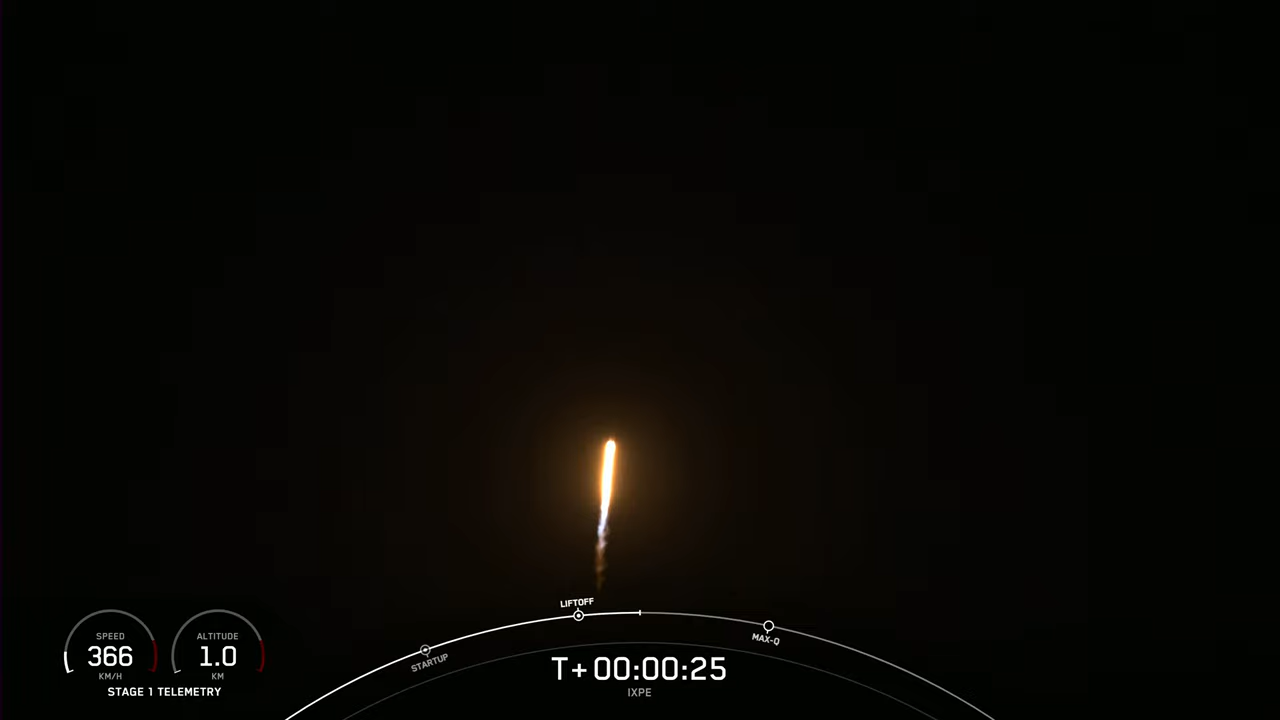 LIFTOFF
STARTUP
MAX-Q
SPEED
366
KM/H
ALTITUDE
1.0
KM
STAGE 1 TELEMETRY
T+00:00:25
IXPE